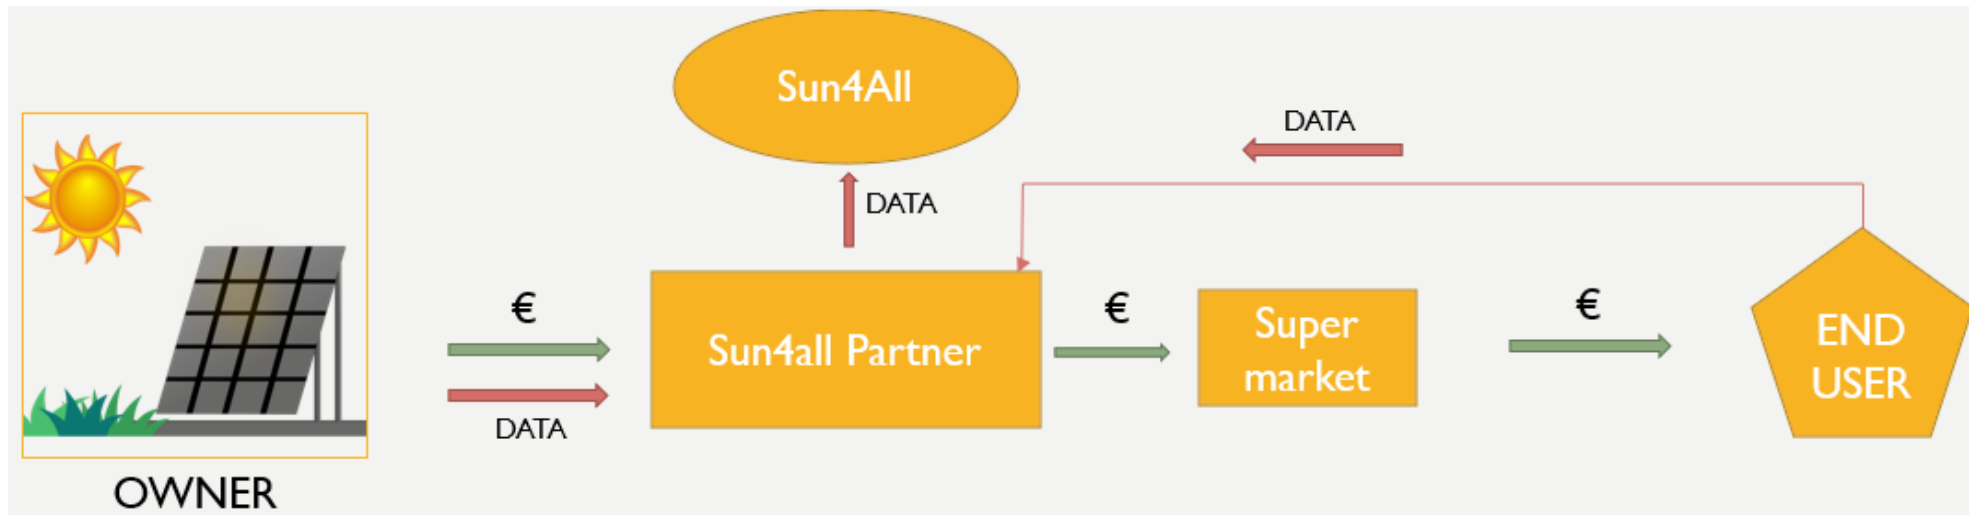 Sun4All
DATA
DATA
€
€
€
Sun4all Partner
Super
market
END
USER
DATA
OWNER